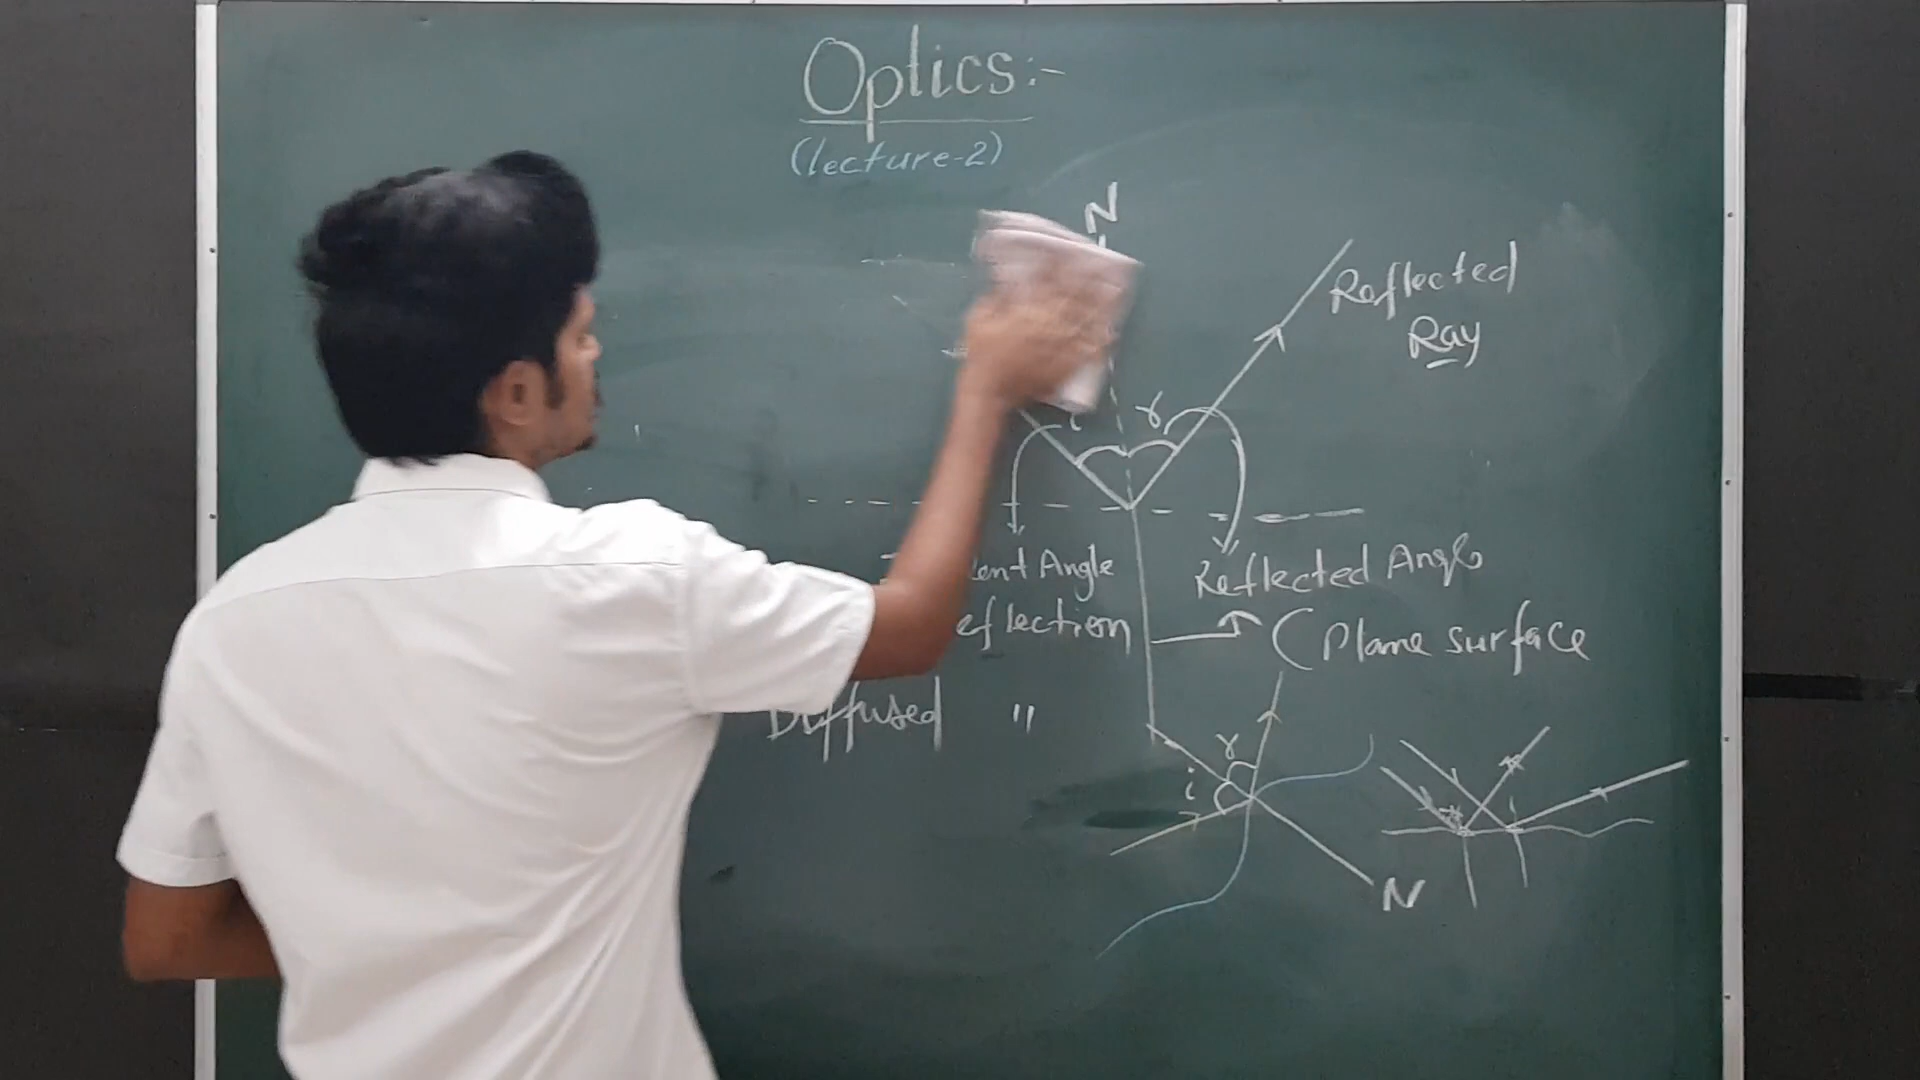 Optics:-
(lecture-2)
N
Reflected
Ray
i r
ent Angle Reflected Angle
eflection (Plane surface
Diffused "
r
i
N